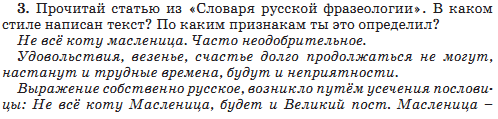 3. Прочитай статью из «Словаря русской фразеологии». В каком
стиле написан текст? По каким признакам ты это определил?
Не всё коту масленица. Часто неодобрительное.
Удовольствия, везенье, счастье долго продолжаться не могут,
настанут и трудные времена, будут и неприятности.
Выражение собственно русское, возникло путём усечения послови-
цы: Не всё коту Масленица, будет и Великий пост. Масленица –